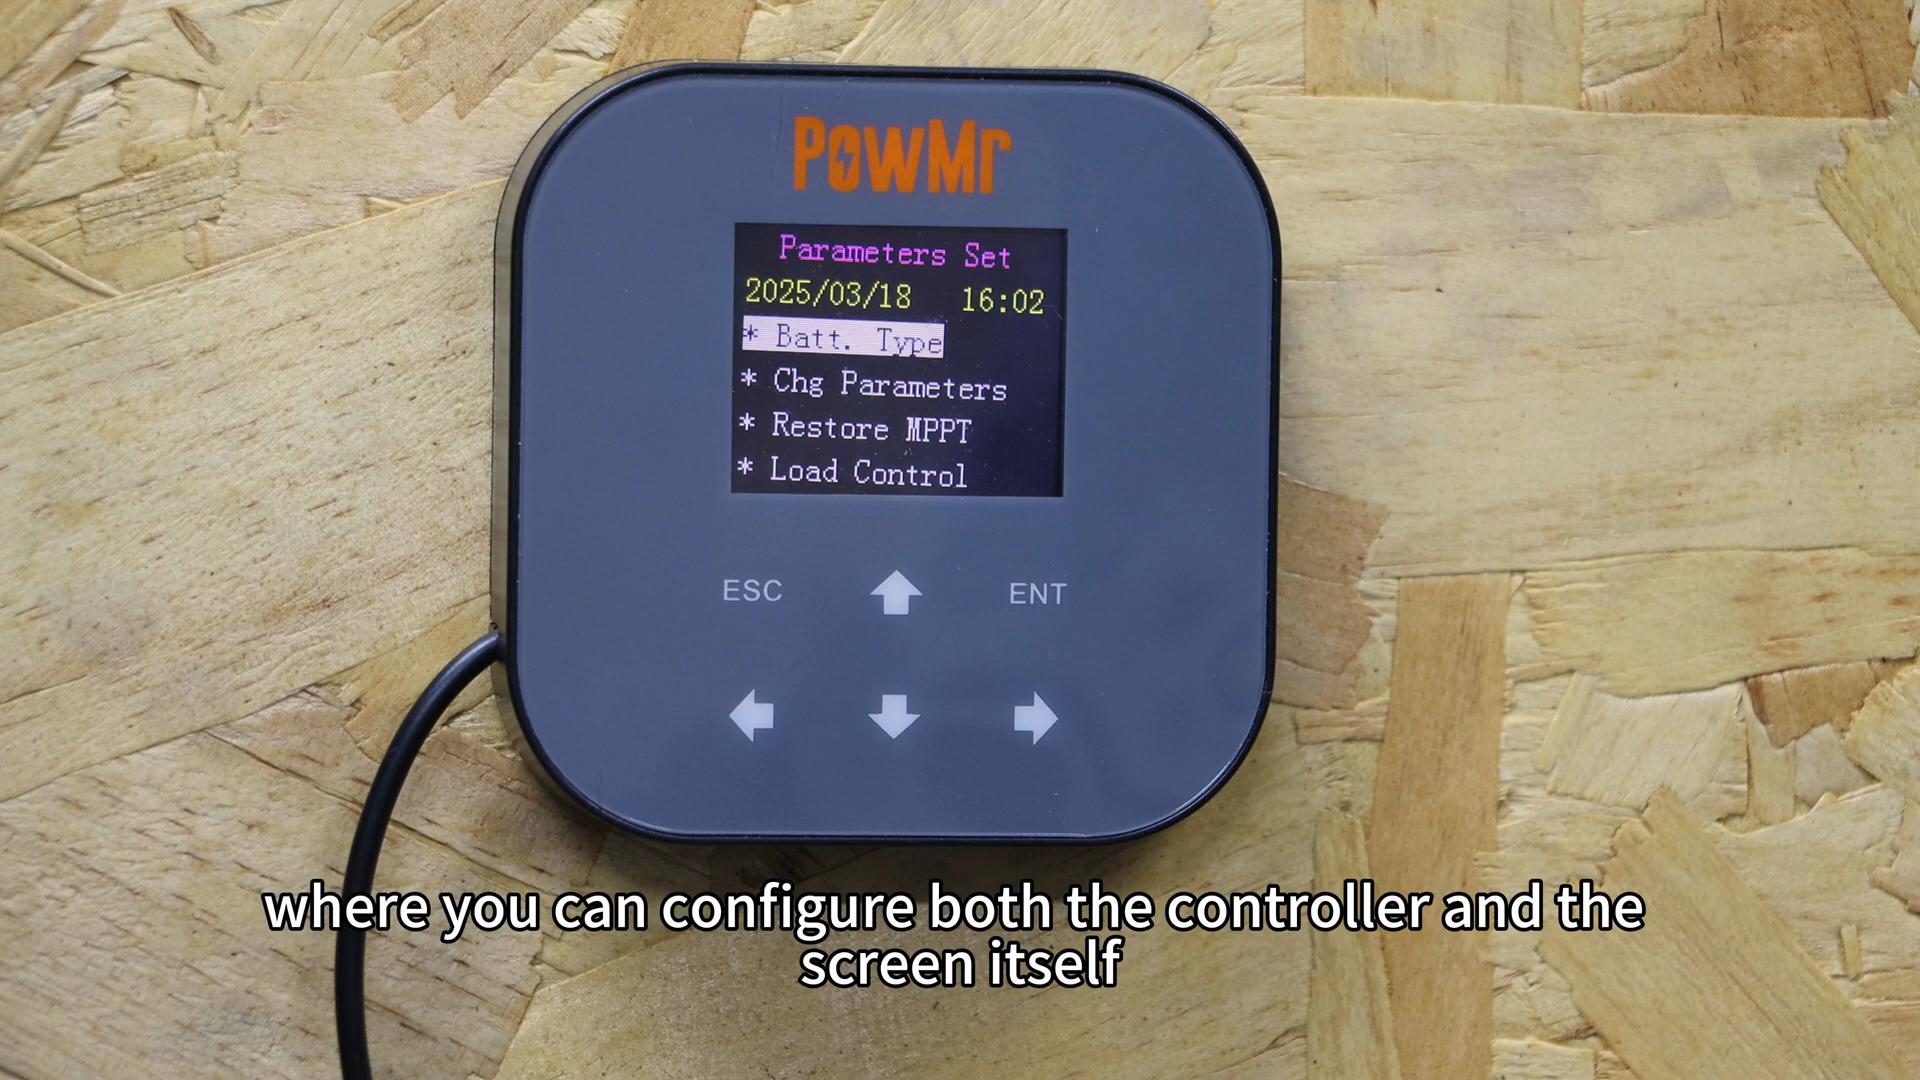 PowMr
Parameters Set
2025/03/18 16:02
* Batt. Type
* Chg Parameters
* Restore MPPT
* Load Control
ESC ENT
where you can configure both the controller and the
screen itself